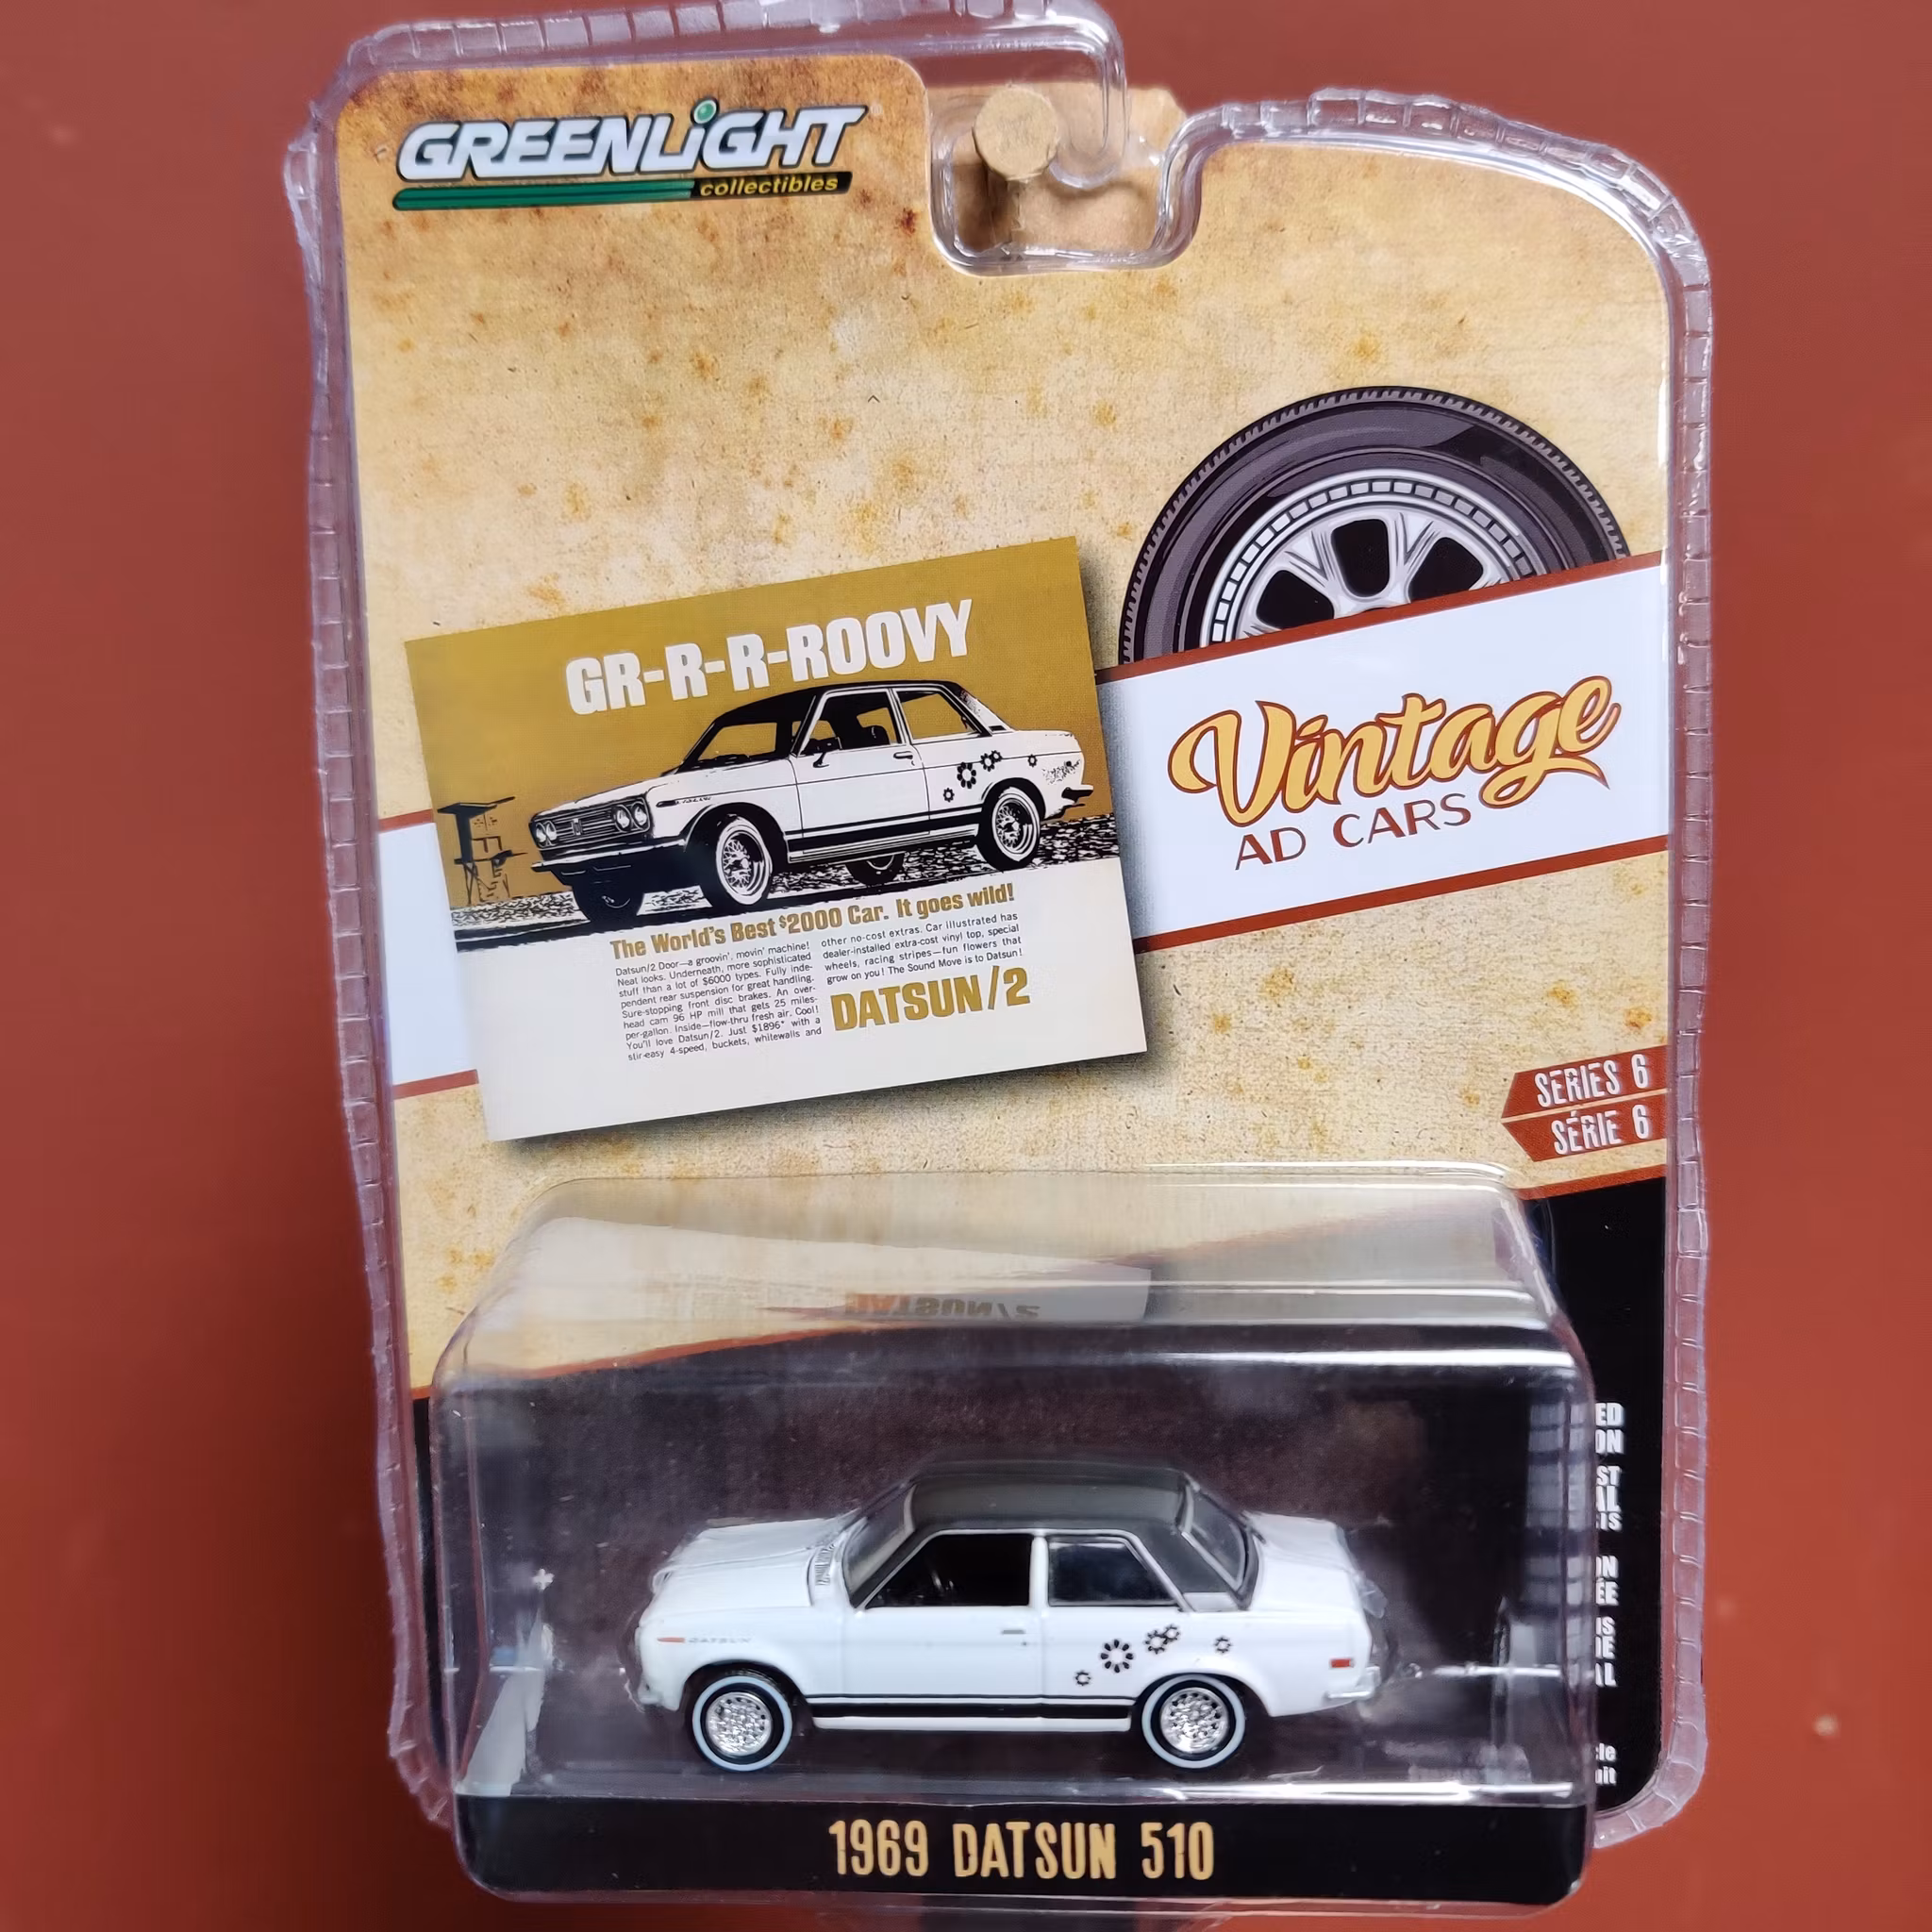 GREENLiGHT
collectibles
GR-R-R-ROOVY
The World's Best $2000 Car. It goes wild!
Datsun/2 Door—a groovin', movin' machine!
Neat looks. Underneath, more sophisticated
stuff than a lot of $6000 types. Fully inde-
pendent rear suspension for great handling.
Sure-stopping front disc brakes. An over-
head cam 96 HP mill that gets 25 miles-
per-gallon. Inside—flow-thru fresh air. Cool!
You'll love Datsun/2. Just $1896* with a
stir-easy 4-speed, buckets, whitewalls and
other no-cost extras. Car illustrated has
dealer-installed extra-cost vinyl top, special
wheels, racing stripes—fun flowers that
grow on you! The Sound Move is to Datsun!
DATSUN/2
Vintage
AD CARS
SERIES 6
SÉRIE 6
DATSUN
1969 DATSUN 510